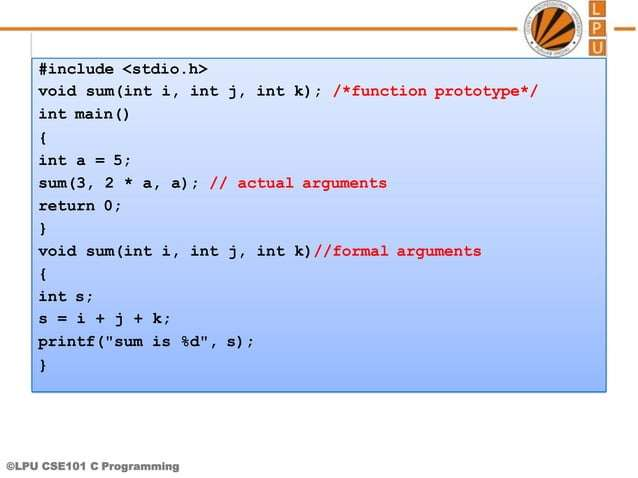 L
P
U
#include <stdio.h>
void sum(int i, int j, int k); /*function prototype*/
int main()
{
int a = 5;
sum(3, 2 * a, a); // actual arguments
return 0;
}
void sum(int i, int j, int k)//formal arguments
{
int s;
s = i + j + k;
printf("sum is %d", s);
}
©LPU CSE101 C Programming